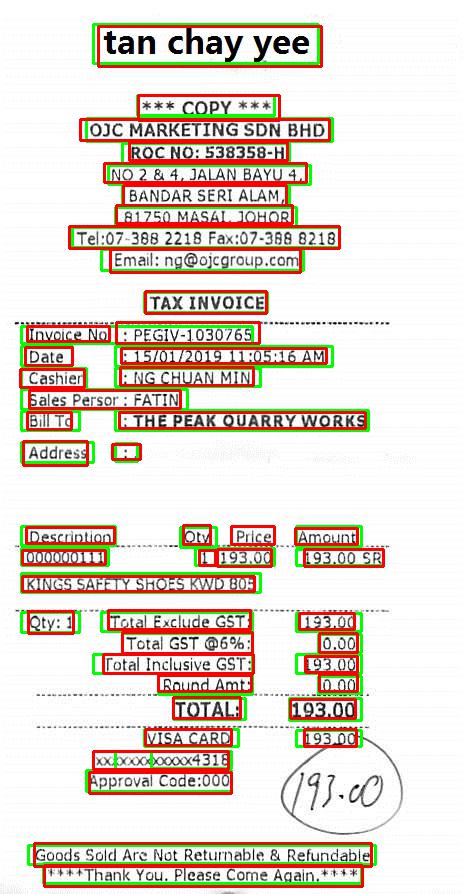 tan chay yee
*** COPY ***
OJC MARKETING SDN BHD
ROC NO: 538358-H
NO 2 & 4, JALAN BAYU 4,
BANDAR SERI ALAM,
81750 MASAI, JOHOR
Tel:07-388 2218 Fax:07-388 8218
Email: ng@ojcgroup.com
TAX INVOICE
Invoice No : PEGIV-1030765
Date : 15/01/2019 11:05:16 AM
Cashier : NG CHUAN MIN
Sales Persor : FATIN
Bill To : THE PEAK QUARRY WORKS
Address : .
Description Qty Price Amount
000000111 1 193.00 193.00 SR
KINGS SAFETY SHOES KWD 805
Qty: 1 Total Exclude GST: 193.00
Total GST @6%: 0.00
Total Inclusive GST: 193.00
Round Amt: 0.00
TOTAL: 193.00
VISA CARD 193.00
xxxxxxxxxxxx4318
Approval Code:000
193.00
Goods Sold Are Not Returnable & Refundable
****Thank You. Please Come Again.****